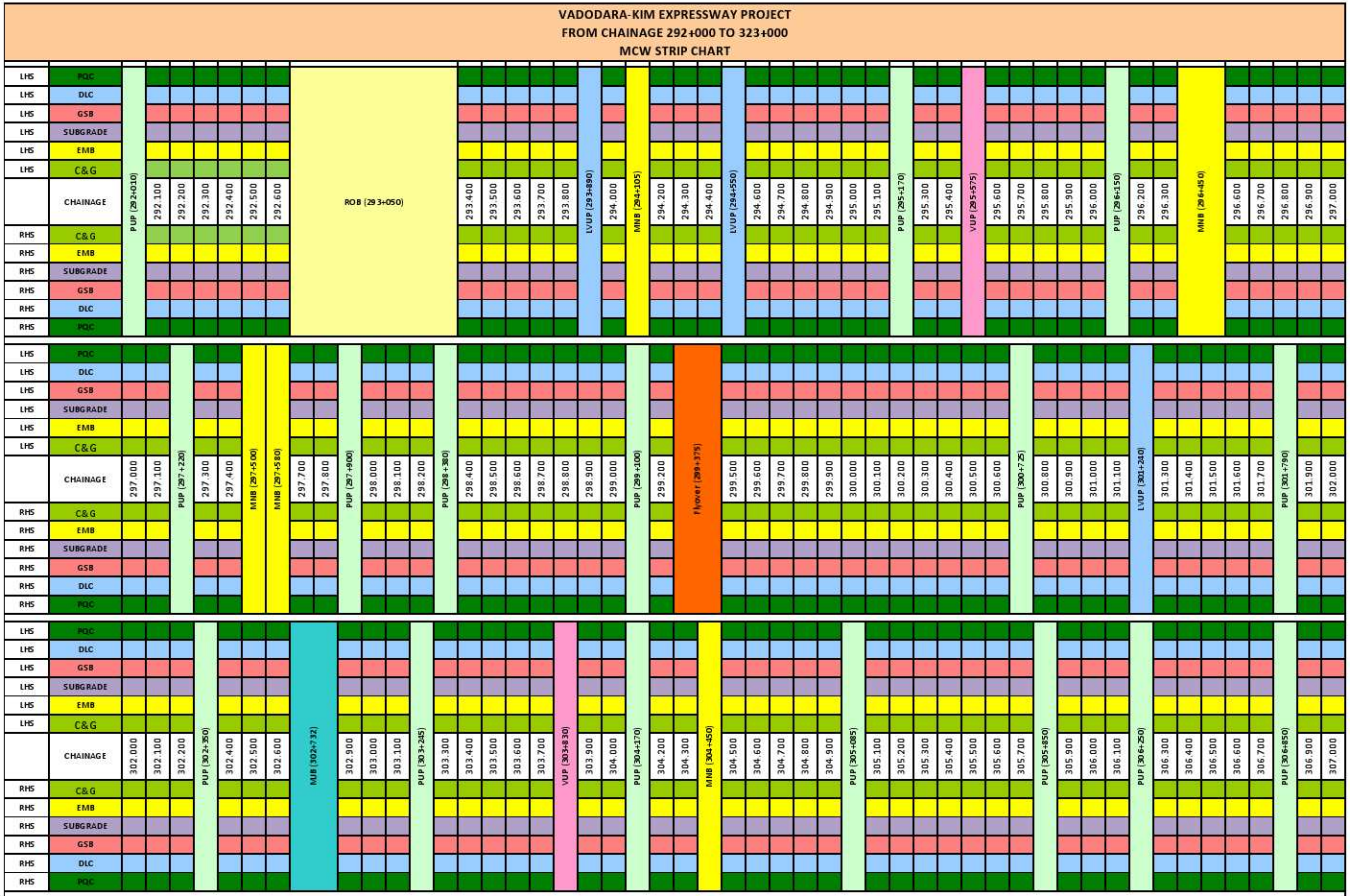 VADODARA-KIM EXPRESSWAY PROJECT
FROM CHAINAGE 292+000 TO 323+000
MCW STRIP CHART
LHS PQC
LHS DLC
LHS GSB
LHS SUBGRADE
LHS EMB
LHS C&G
CHAINAGE PUP (292+010) 292.100 292.200 292.300 292.400 292.500 292.600 ROB (293+050) 293.400 293.500 293.600 293.700 293.800 LVUP (293+890) 294.000 MNB (294+105) 294.200 294.300 294.400 LVUP (294+550) 294.600 294.700 294.800 294.900 295.000 295.100 PUP (295+170) 295.300 295.400 VUP (295+575) 295.600 295.700 295.800 295.900 296.000 PUP (296+150) 296.200 296.300 MNB (296+450) 296.600 296.700 296.800 296.900 297.000
RHS C&G
RHS EMB
RHS SUBGRADE
RHS GSB
RHS DLC
RHS PQC
LHS PQC
LHS DLC
LHS GSB
LHS SUBGRADE
LHS EMB
LHS C&G
CHAINAGE 297.000 297.100 PUP (297+220) 297.300 297.400 MNB (297+500) MNB (297+580) 297.700 297.800 PUP (297+900) 298.000 298.100 298.200 PUP (298+380) 298.400 298.500 298.600 298.700 298.800 298.900 299.000 PUP (299+100) 299.200 Flyover (299+375) 299.500 299.600 299.700 299.800 299.900 300.000 300.100 300.200 300.300 300.400 300.500 300.600 PUP (300+725) 300.800 300.900 301.000 301.100 LVUP (301+240) 301.300 301.400 301.500 301.600 301.700 PUP (301+790) 301.900 302.000
RHS C&G
RHS EMB
RHS SUBGRADE
RHS GSB
RHS DLC
RHS PQC
LHS PQC
LHS DLC
LHS GSB
LHS SUBGRADE
LHS EMB
LHS C&G
CHAINAGE 302.000 302.100 302.200 PUP (302+350) 302.400 302.500 302.600 MJB (302+732) 302.900 303.000 303.100 PUP (303+245) 303.300 303.400 303.500 303.600 303.700 VUP (303+830) 303.900 304.000 PUP (304+170) 304.200 304.300 MNB (304+450) 304.500 304.600 304.700 304.800 304.900 PUP (305+085) 305.100 305.200 305.300 305.400 305.500 305.600 305.700 PUP (305+850) 305.900 306.000 306.100 PUP (306+250) 306.300 306.400 306.500 306.600 306.700 PUP (306+850) 306.900 307.000
RHS C&G
RHS EMB
RHS SUBGRADE
RHS GSB
RHS DLC
RHS PQC